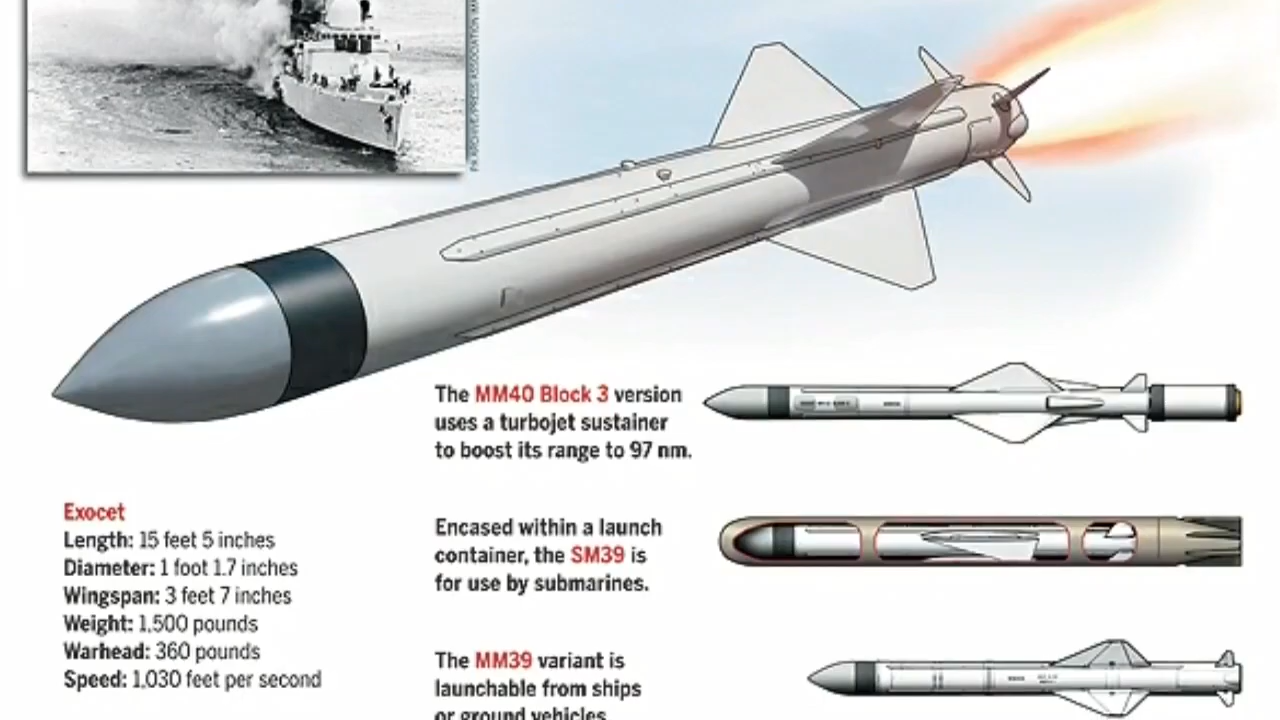 The MM40 Block 3 version
uses a turbojet sustainer
to boost its range to 97 nm.
Exocet
Length: 15 feet 5 inches
Diameter: 1 foot 1.7 inches
Wingspan: 3 feet 7 inches
Weight: 1,500 pounds
Warhead: 360 pounds
Speed: 1,030 feet per second
Encased within a launch
container, the SM39 is
for use by submarines.
The MM39 variant is
launchable from ships
or ground vehicles